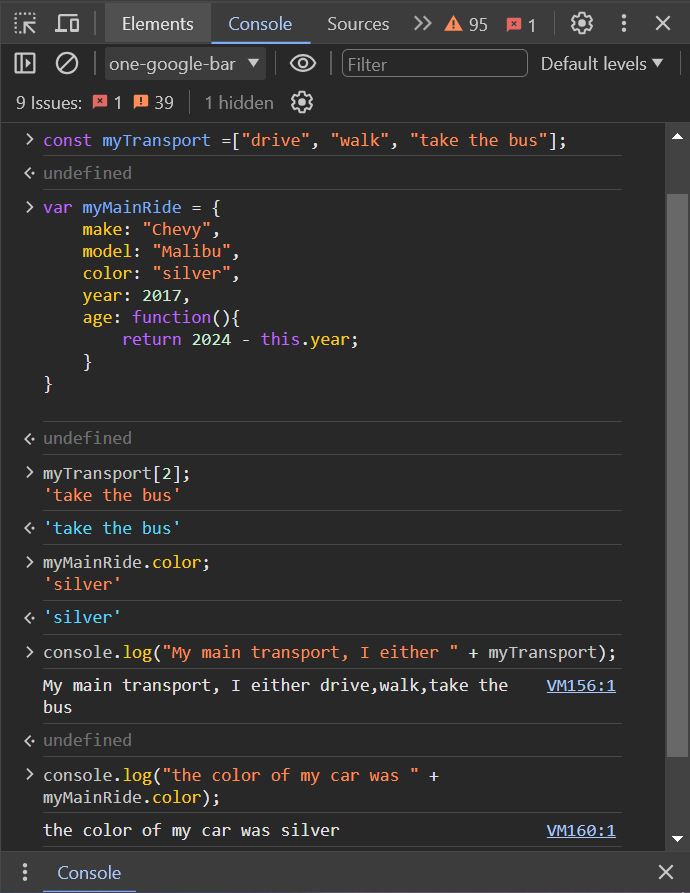 Elements Console Sources 95 1
one-google-bar Filter Default levels
9 Issues: 1 39 1 hidden
const myTransport =["drive", "walk", "take the bus"];
undefined
var myMainRide = {
    make: "Chevy",
    model: "Malibu",
    color: "silver",
    year: 2017,
    age: function(){
        return 2024 - this.year;
    }
}
undefined
myTransport[2];
'take the bus'
'take the bus'
myMainRide.color;
'silver'
'silver'
console.log("My main transport, I either " + myTransport);
My main transport, I either drive,walk,take the VM156:1
bus
undefined
console.log("the color of my car was " +
myMainRide.color);
the color of my car was silver VM160:1
Console